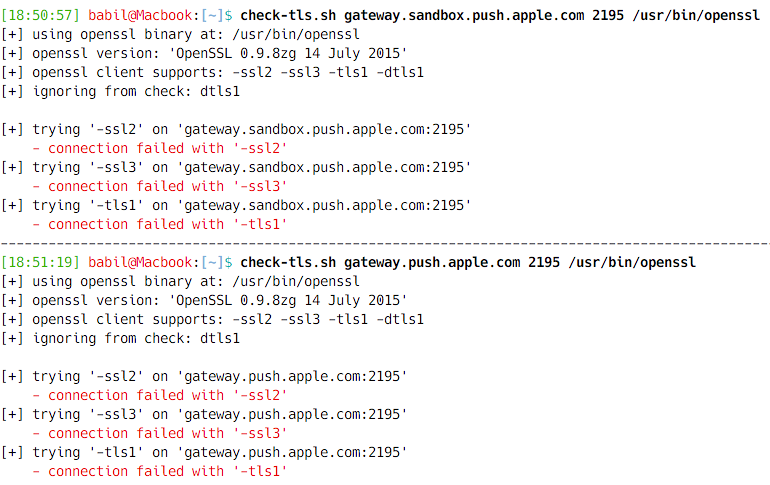 [18:50:57] babil@Macbook:[~]$ check-tls.sh gateway.sandbox.push.apple.com 2195 /usr/bin/openssl
[+] using openssl binary at: /usr/bin/openssl
[+] openssl version: 'OpenSSL 0.9.8zg 14 July 2015'
[+] openssl client supports: -ssl2 -ssl3 -tls1 -dtls1
[+] ignoring from check: dtls1
[+] trying '-ssl2' on 'gateway.sandbox.push.apple.com:2195'
- connection failed with '-ssl2'
[+] trying '-ssl3' on 'gateway.sandbox.push.apple.com:2195'
- connection failed with '-ssl3'
[+] trying '-tls1' on 'gateway.sandbox.push.apple.com:2195'
- connection failed with '-tls1'
[18:51:19] babil@Macbook:[~]$ check-tls.sh gateway.push.apple.com 2195 /usr/bin/openssl
[+] using openssl binary at: /usr/bin/openssl
[+] openssl version: 'OpenSSL 0.9.8zg 14 July 2015'
[+] openssl client supports: -ssl2 -ssl3 -tls1 -dtls1
[+] ignoring from check: dtls1
[+] trying '-ssl2' on 'gateway.push.apple.com:2195'
- connection failed with '-ssl2'
[+] trying '-ssl3' on 'gateway.push.apple.com:2195'
- connection failed with '-ssl3'
[+] trying '-tls1' on 'gateway.push.apple.com:2195'
- connection failed with '-tls1'